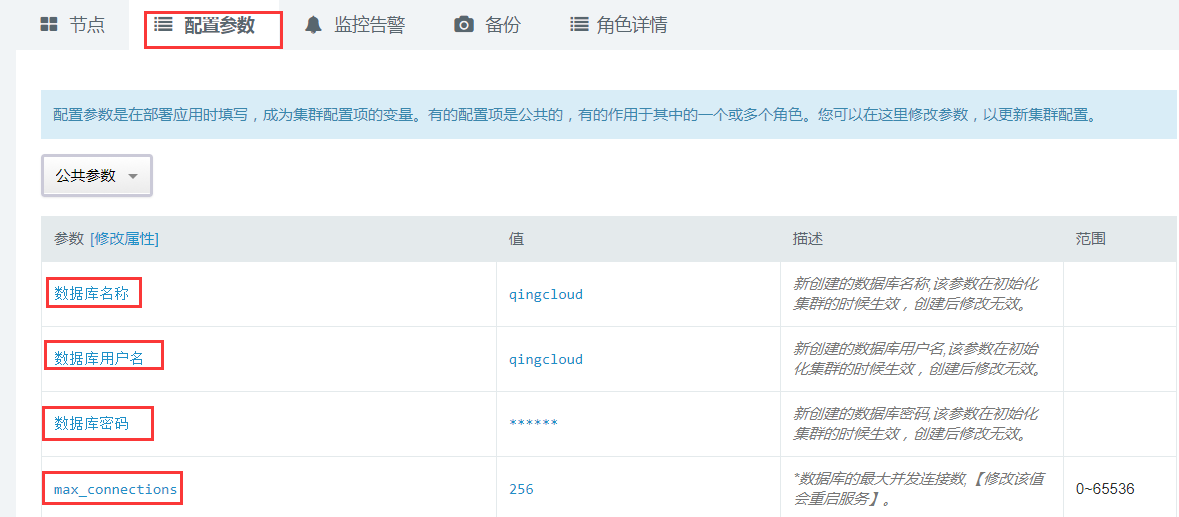 节点 配置参数 监控告警 备份 角色详情
配置参数是在部署应用时填写，成为集群配置项的变量。有的配置项是公共的，有的作用于其中的一个或多个角色。您可以在这里修改参数，以更新集群配置。
公共参数
参数 [修改属性] 值 描述 范围
数据库名称 qingcloud 新创建的数据库名称,该参数在初始化
集群的时候生效，创建后修改无效。
数据库用户名 qingcloud 新创建的数据库用户名,该参数在初始
化集群的时候生效，创建后修改无效。
数据库密码 ****** 新创建的数据库密码,该参数在初始化
集群的时候生效，创建后修改无效。
max_connections 256 *数据库的最大并发连接数,【修改该值
会重启服务】。 0~65536